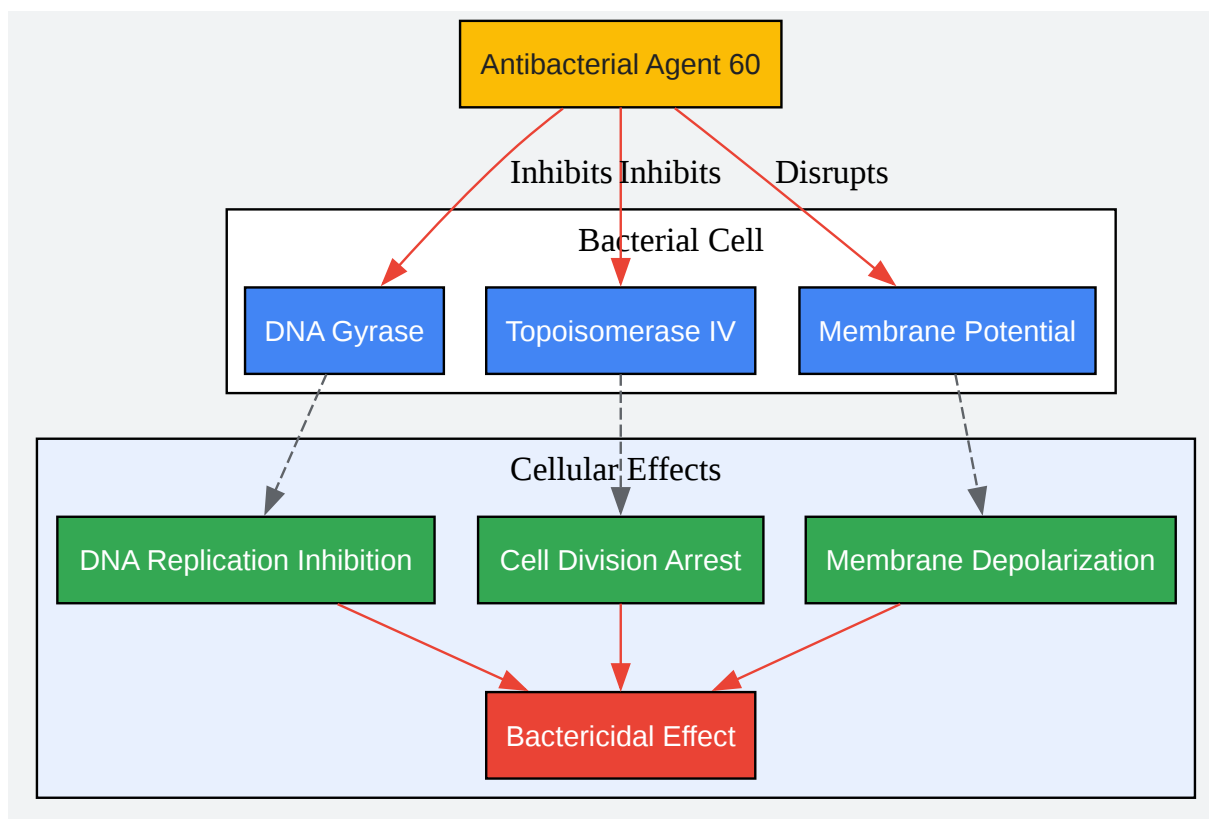 Antibacterial Agent 60
Inhibits
Inhibits
Disrupts
Bacterial Cell
DNA Gyrase
Topoisomerase IV
Membrane Potential
Cellular Effects
DNA Replication Inhibition
Cell Division Arrest
Membrane Depolarization
Bactericidal Effect